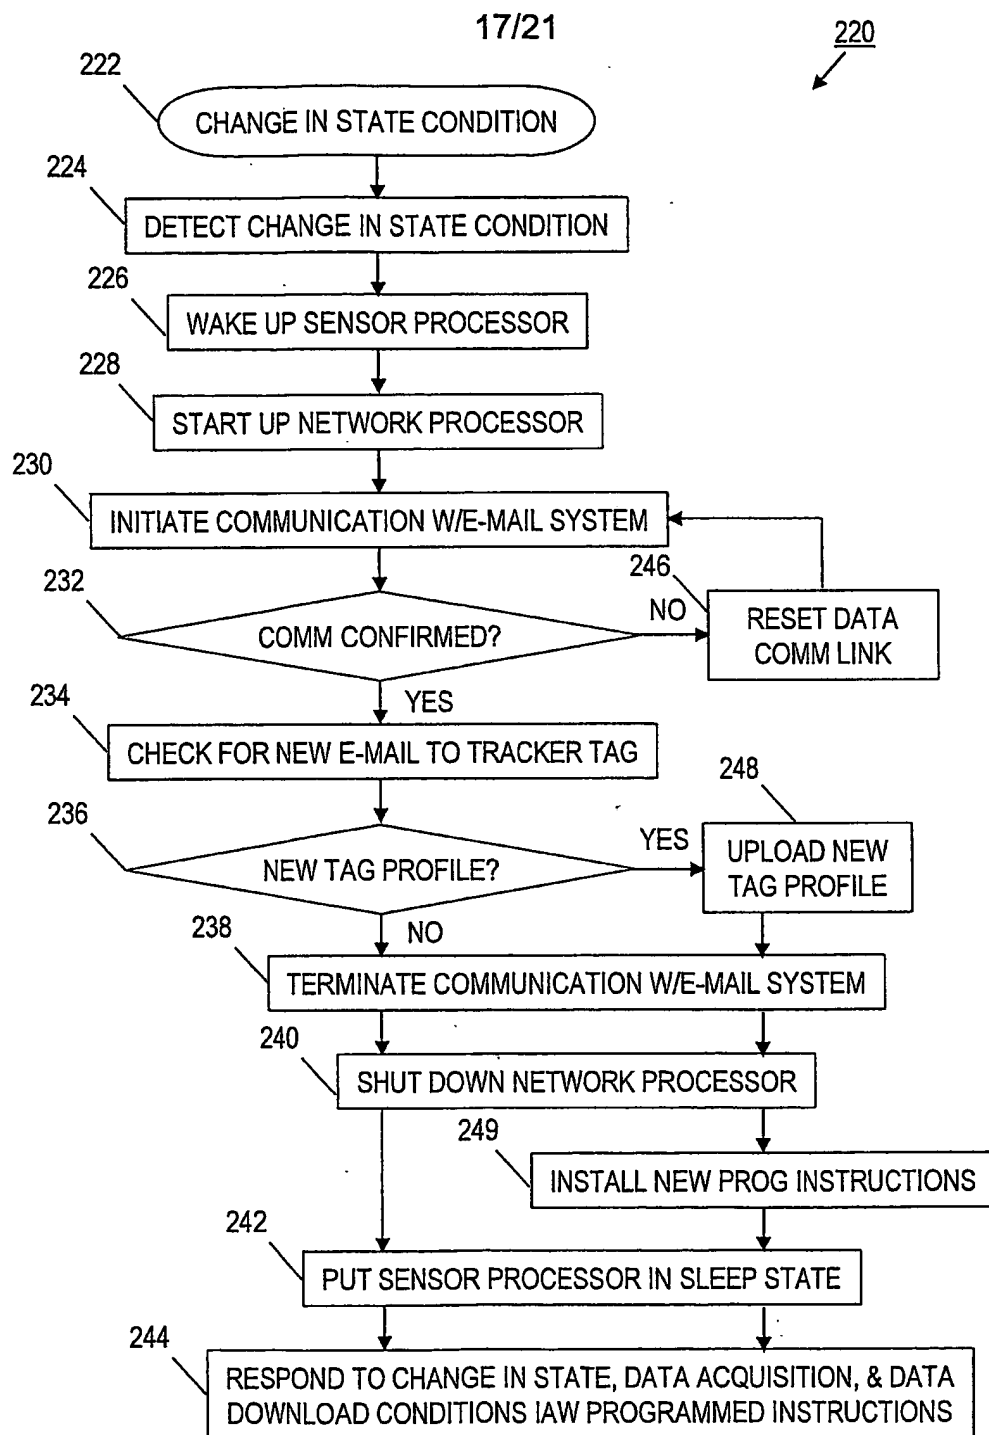 17/21
220
222
CHANGE IN STATE CONDITION
224
DETECT CHANGE IN STATE CONDITION
226
WAKE UP SENSOR PROCESSOR
228
START UP NETWORK PROCESSOR
230
INITIATE COMMUNICATION W/E-MAIL SYSTEM
232
COMM CONFIRMED?
NO
246
RESET DATA
COMM LINK
YES
234
CHECK FOR NEW E-MAIL TO TRACKER TAG
236
NEW TAG PROFILE?
YES
248
UPLOAD NEW
TAG PROFILE
NO
238
TERMINATE COMMUNICATION W/E-MAIL SYSTEM
240
SHUT DOWN NETWORK PROCESSOR
249
INSTALL NEW PROG INSTRUCTIONS
242
PUT SENSOR PROCESSOR IN SLEEP STATE
244
RESPOND TO CHANGE IN STATE, DATA ACQUISITION, & DATA
DOWNLOAD CONDITIONS IAW PROGRAMMED INSTRUCTIONS